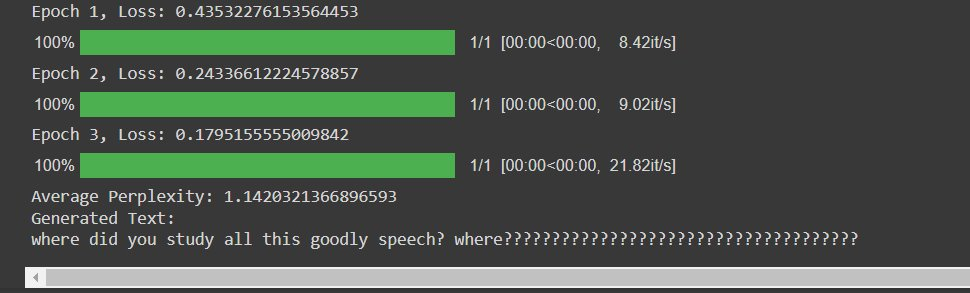 Epoch 1, Loss: 0.43532276153564453
100% 1/1 [00:00<00:00, 8.42it/s]
Epoch 2, Loss: 0.24336612224578857
100% 1/1 [00:00<00:00, 9.02it/s]
Epoch 3, Loss: 0.1795155555009842
100% 1/1 [00:00<00:00, 21.82it/s]
Average Perplexity: 1.1420321366896593
Generated Text:
where did you study all this goodly speech? where?????????????????????????????????????